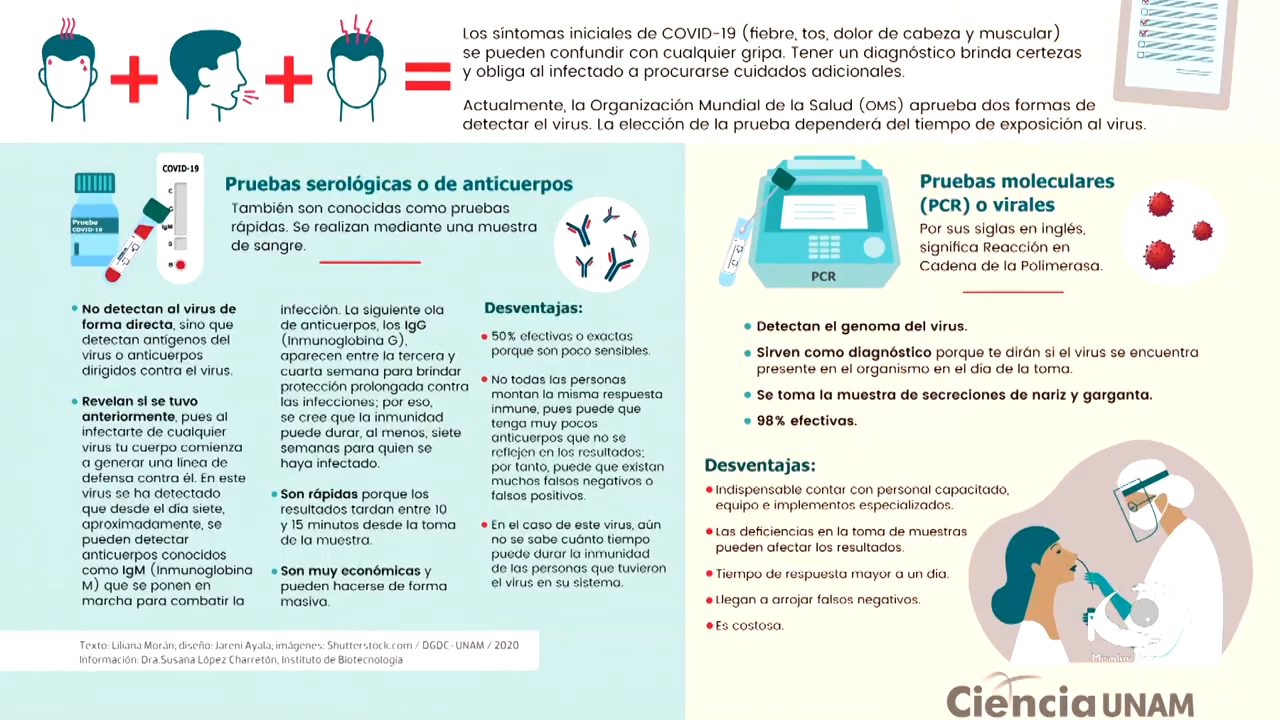 Los síntomas iniciales de COVID-19 (fiebre, tos, dolor de cabeza y muscular)
se pueden confundir con cualquier gripa. Tener un diagnóstico brinda certezas
y obliga al infectado a procurarse cuidados adicionales.
Actualmente, la Organización Mundial de la Salud (OMS) aprueba dos formas de
detectar el virus. La elección de la prueba dependerá del tiempo de exposición al virus.
COVID-19
C
G
IgM
S
Prueba
COVID-19
Pruebas serológicas o de anticuerpos
También son conocidas como pruebas
rápidas. Se realizan mediante una muestra
de sangre.
• No detectan al virus de
forma directa, sino que
detectan antígenos del
virus o anticuerpos
dirigidos contra el virus.
• Revelan si se tuvo
anteriormente, pues al
infectarte de cualquier
virus tu cuerpo comienza
a generar una línea de
defensa contra él. En este
virus se ha detectado
que desde el día siete,
aproximadamente, se
pueden detectar
anticuerpos conocidos
como IgM (Inmunoglobina
M) que se ponen en
marcha para combatir la
infección. La siguiente ola
de anticuerpos, los IgG
(Inmunoglobina G),
aparecen entre la tercera y
cuarta semana para brindar
protección prolongada contra
las infecciones; por eso,
se cree que la inmunidad
puede durar, al menos, siete
semanas para quien se
haya infectado.
• Son rápidas porque los
resultados tardan entre 10
y 15 minutos desde la toma
de la muestra.
• Son muy económicas y
pueden hacerse de forma
masiva.
Desventajas:
• 50% efectivas o exactas
porque son poco sensibles.
• No todas las personas
montan la misma respuesta
inmune, pues puede que
tenga muy pocos
anticuerpos que no se
reflejen en los resultados;
por tanto, puede que existan
muchos falsos negativos o
falsos positivos.
• En el caso de este virus, aún
no se sabe cuánto tiempo
puede durar la inmunidad
de las personas que tuvieron
el virus en su sistema.
PCR
Pruebas moleculares
(PCR) o virales
Por sus siglas en inglés,
significa Reacción en
Cadena de la Polimerasa.
• Detectan el genoma del virus.
• Sirven como diagnóstico porque te dirán si el virus se encuentra
presente en el organismo en el día de la toma.
• Se toma la muestra de secreciones de nariz y garganta.
• 98% efectivas.
Desventajas:
• Indispensable contar con personal capacitado,
equipo e implementos especializados.
• Las deficiencias en la toma de muestras
pueden afectar los resultados.
• Tiempo de respuesta mayor a un día.
• Llegan a arrojar falsos negativos.
• Es costosa.
Texto: Liliana Morán; diseño: Jareni Ayala; imágenes: Shutterstock.com / DGDC-UNAM / 2020
Información: Dra.Susana López Charretón, Instituto de Biotecnología
Ciencia UNAM